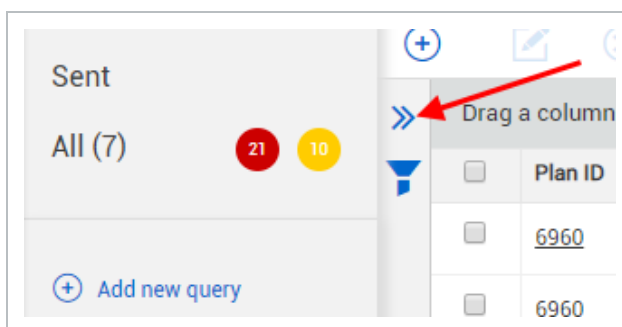 Sent
All (7)
21
10
Add new query
Drag a column
Plan ID
6960
6960